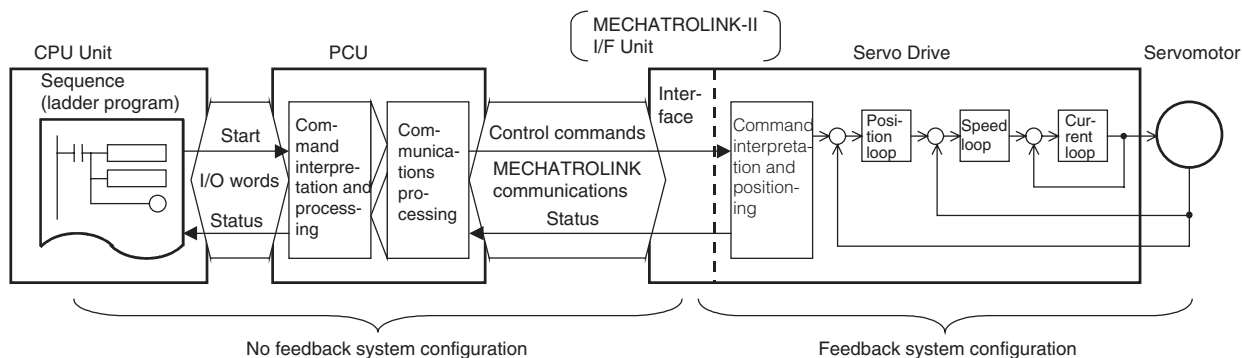 MECHATROLINK-II
I/F Unit
CPU Unit
PCU
Servo Drive
Servomotor
Sequence
(ladder program)
Start
I/O words
Status
Com-
mand
interpre-
tation and
process-
ing
Com-
munica-
tions
pro-
cessing
Control commands
MECHATROLINK
communications
Status
Inter-
face
Command
interpreta-
tion and
position-
ing
Posi-
tion
loop
Speed
loop
Cur-
rent
loop
No feedback system configuration
Feedback system configuration